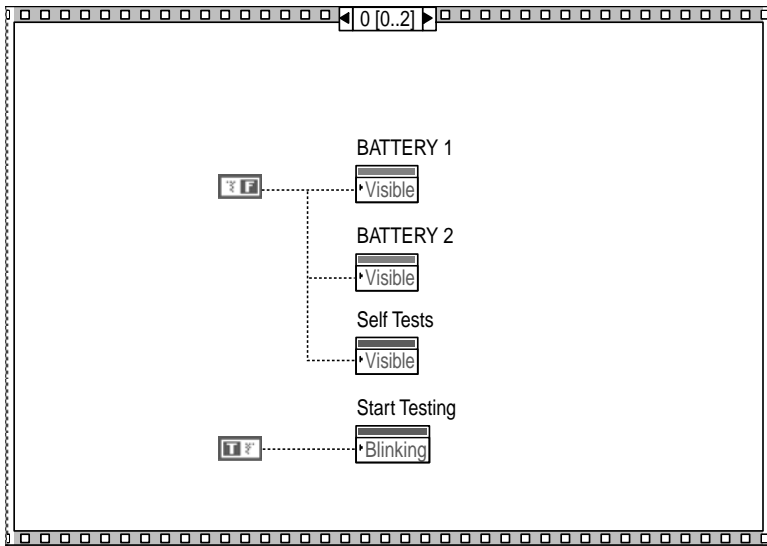 0 [0..2]
BATTERY 1
F
Visible
BATTERY 2
Visible
Self Tests
Visible
Start Testing
T
Blinking